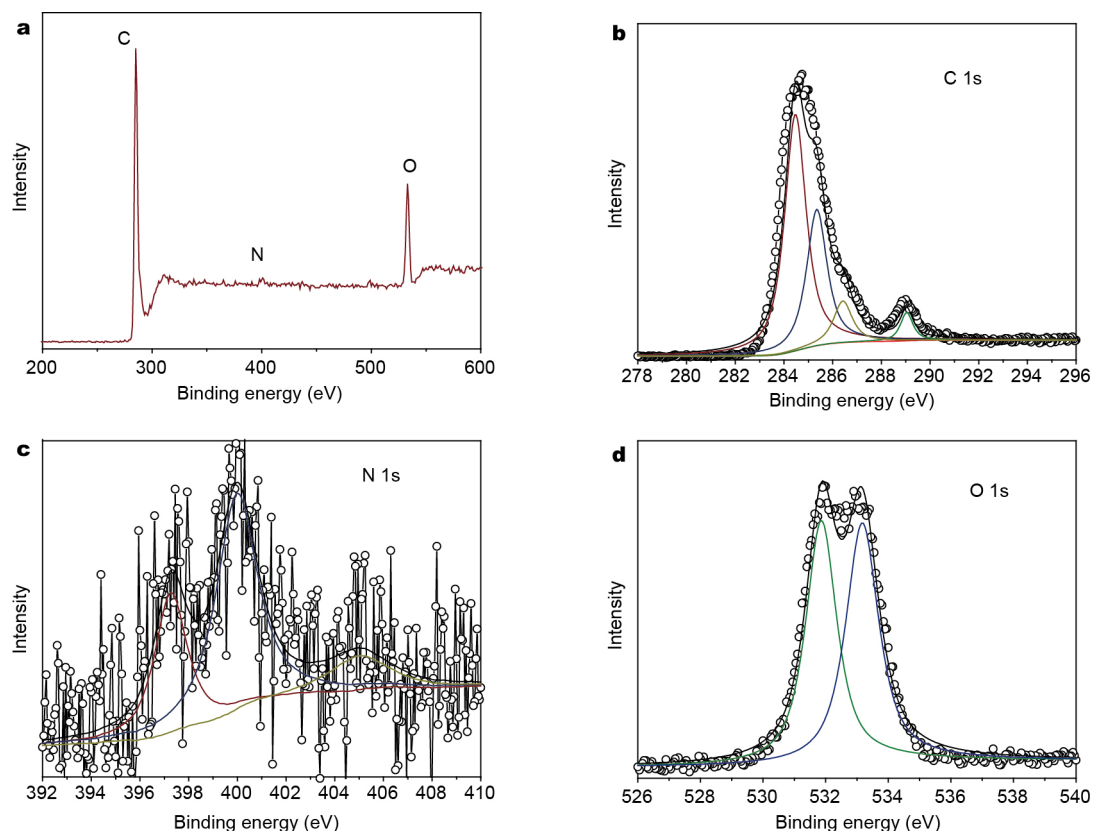 a
C
O
N
Intensity
200 300 400 500 600
Binding energy (eV)
b
C 1s
Intensity
278 280 282 284 286 288 290 292 294 296
Binding energy (eV)
c
N 1s
Intensity
392 394 396 398 400 402 404 406 408 410
Binding energy (eV)
d
O 1s
Intensity
526 528 530 532 534 536 538 540
Binding energy (eV)